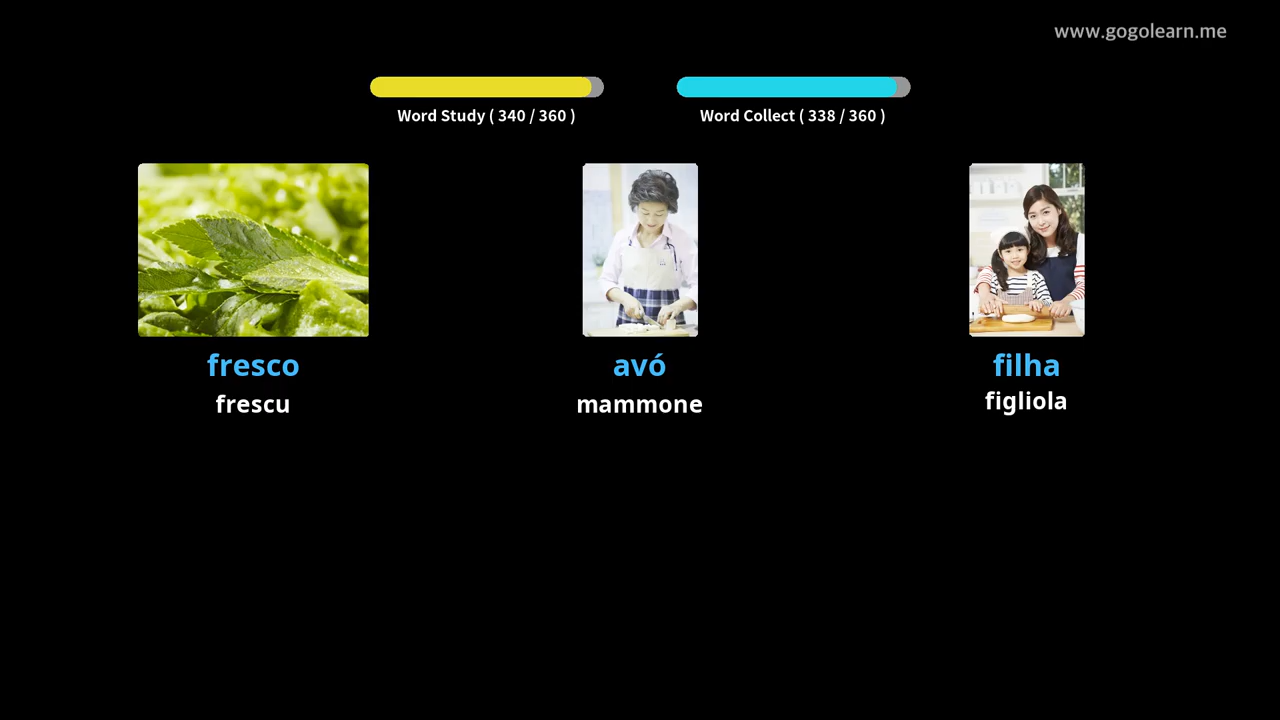 www.gogolearn.me
Word Study ( 340 / 360 )
Word Collect ( 338 / 360 )
fresco
avó
filha
frescu
mammone
figliola